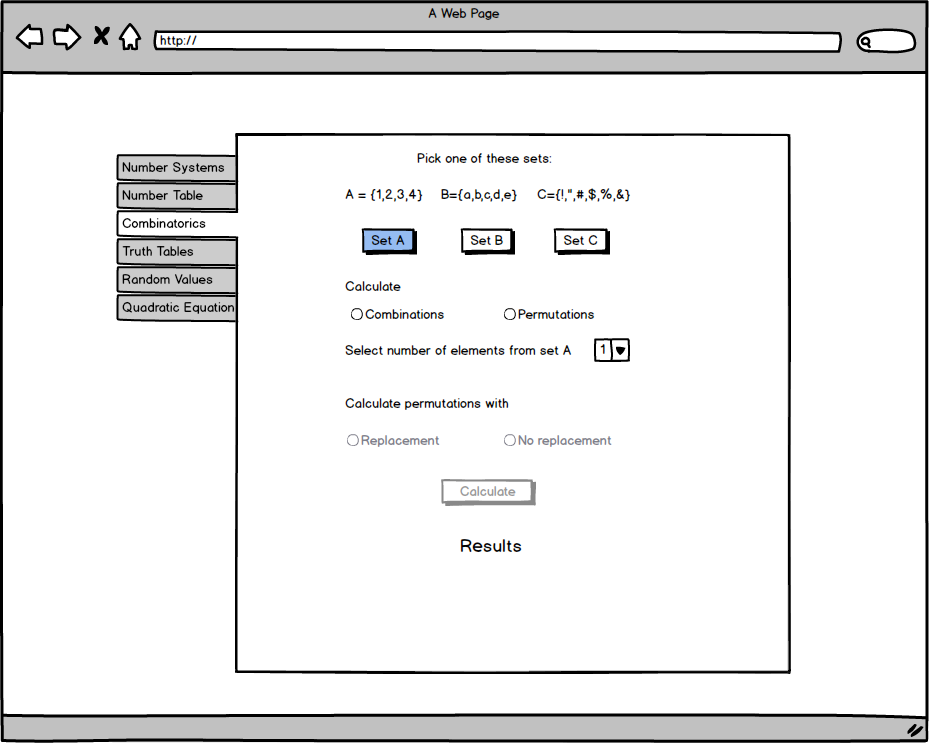 A Web Page
http://
Number Systems
Number Table
Combinatorics
Truth Tables
Random Values
Quadratic Equation
Pick one of these sets:
A = {1,2,3,4} B={a,b,c,d,e} C={!,",#,$,%,&}
Set A Set B Set C
Calculate
Combinations Permutations
Select number of elements from set A 1
Calculate permutations with
Replacement No replacement
Calculate
Results